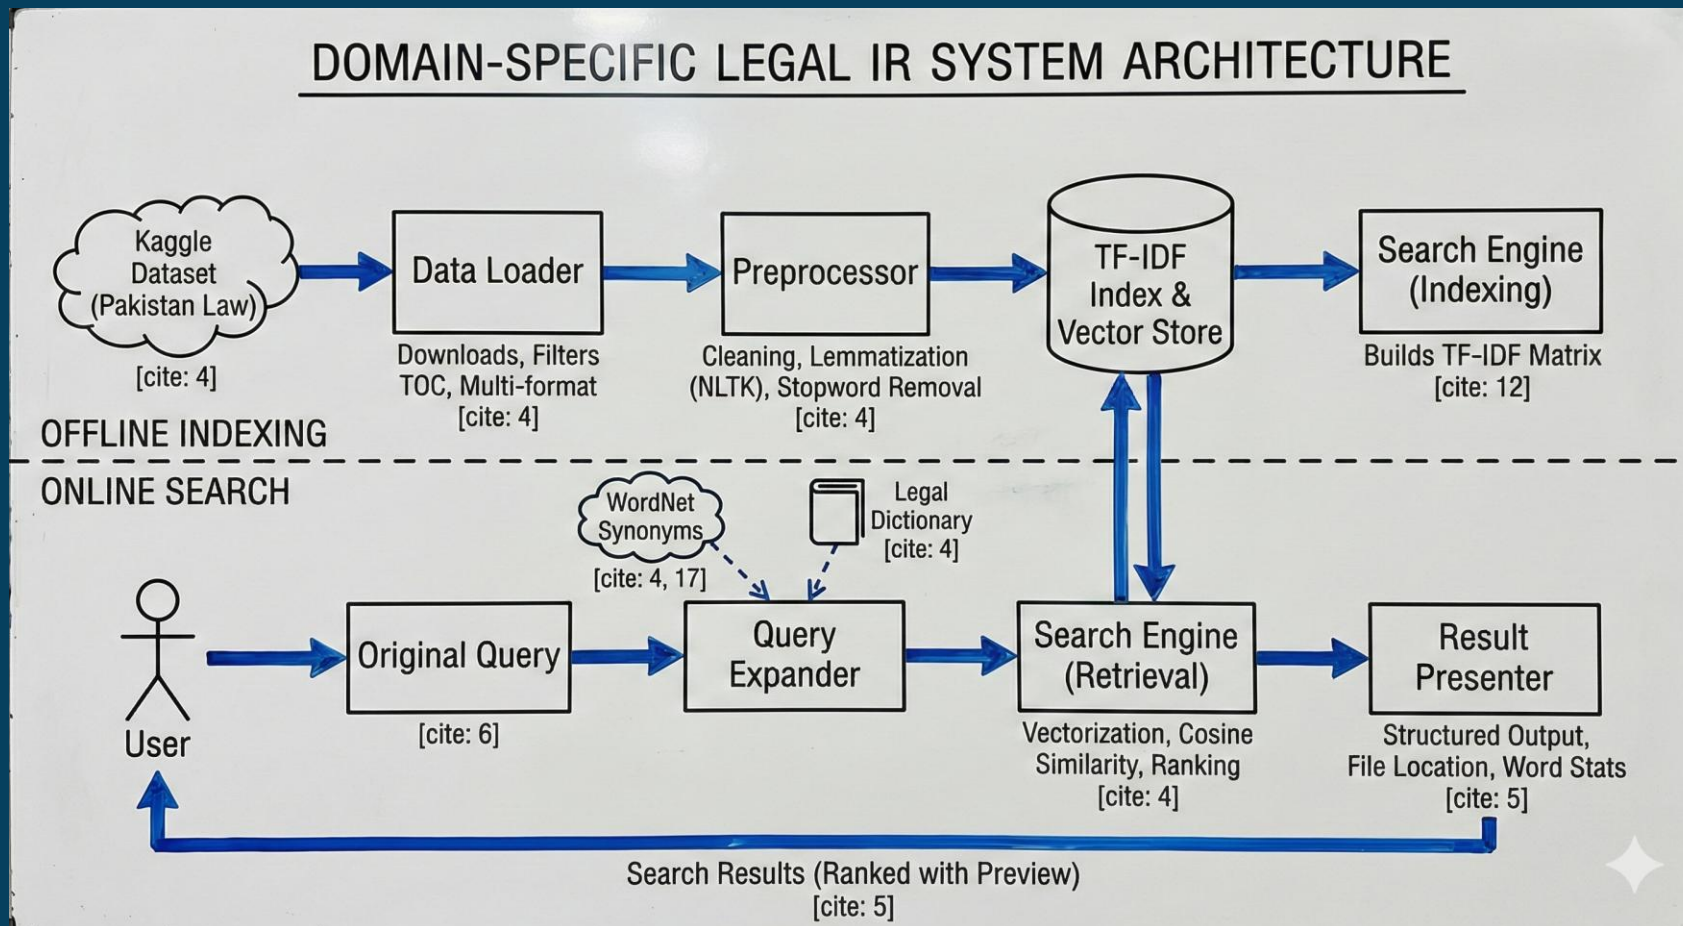 DOMAIN-SPECIFIC LEGAL IR SYSTEM ARCHITECTURE
Kaggle
Dataset
(Pakistan Law)
[cite: 4]
Data Loader
Downloads, Filters
TOC, Multi-format
[cite: 4]
Preprocessor
Cleaning, Lemmatization
(NLTK), Stopword Removal
[cite: 4]
TF-IDF
Index &
Vector Store
Search Engine
(Indexing)
Builds TF-IDF Matrix
[cite: 12]
OFFLINE INDEXING
ONLINE SEARCH
WordNet
Synonyms
[cite: 4, 17]
Legal
Dictionary
[cite: 4]
User
Original Query
[cite: 6]
Query
Expander
Search Engine
(Retrieval)
Vectorization, Cosine
Similarity, Ranking
[cite: 4]
Result
Presenter
Structured Output,
File Location, Word Stats
[cite: 5]
Search Results (Ranked with Preview)
[cite: 5]